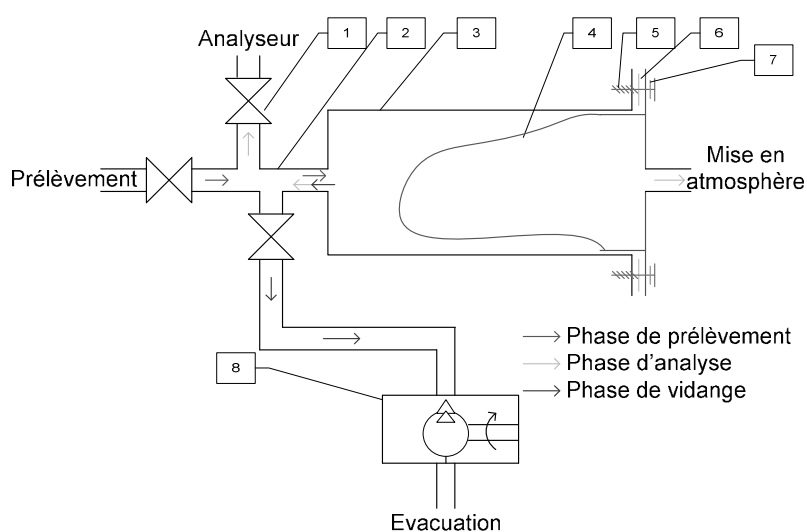 Analyseur
1
2
3
4
5
6
7
Prélèvement
Mise en
atmosphère
Phase de prélèvement
Phase d'analyse
Phase de vidange
8
Evacuation